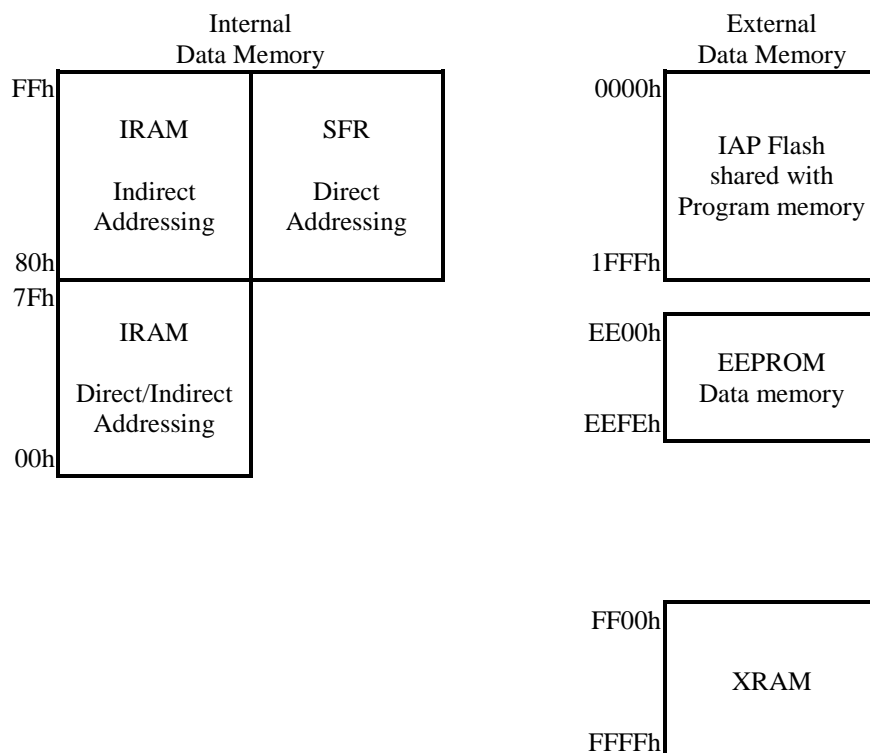 Internal
Data Memory
FFh
IRAM
Indirect
Addressing
80h
SFR
Direct
Addressing
7Fh
IRAM
Direct/Indirect
Addressing
00h
External
Data Memory
0000h
IAP Flash
shared with
Program memory
1FFFh
EE00h
EEPROM
Data memory
EEFEh
FF00h
XRAM
FFFFh